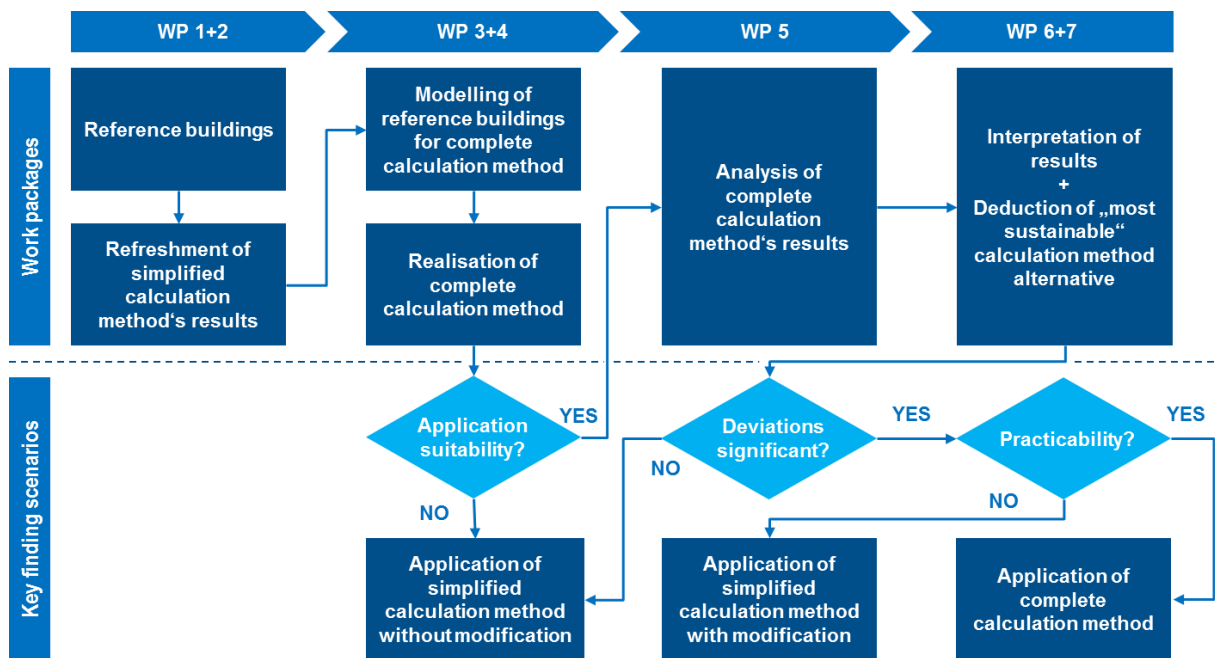 WP 1+2
WP 3+4
WP 5
WP 6+7
Work packages
Reference buildings
Refreshment of
simplified
calculation
method‘s results
Modelling of
reference buildings
for complete
calculation method
Realisation of
complete
calculation method
Analysis of
complete
calculation
method‘s results
Interpretation of
results
+
Deduction of „most
sustainable“
calculation method
alternative
Key finding scenarios
Application
suitability?
YES
NO
Deviations
significant?
YES
NO
Practicability?
YES
NO
Application of
simplified
calculation method
without modification
Application of
simplified
calculation method
with modification
Application of
complete
calculation method